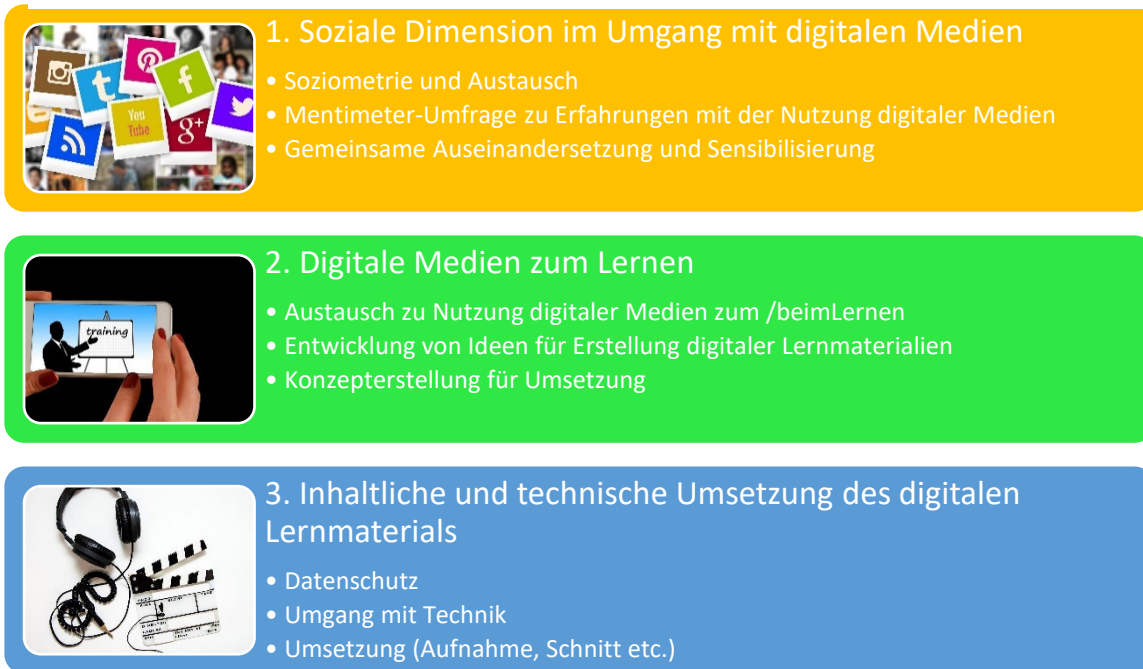 1. Soziale Dimension im Umgang mit digitalen Medien
• Soziometrie und Austausch
• Mentimeter-Umfrage zu Erfahrungen mit der Nutzung digitaler Medien
• Gemeinsame Auseinandersetzung und Sensibilisierung
You
Tube
g+
2. Digitale Medien zum Lernen
• Austausch zu Nutzung digitaler Medien zum /beimLernen
• Entwicklung von Ideen für Erstellung digitaler Lernmaterialien
• Konzepterstellung für Umsetzung
training
3. Inhaltliche und technische Umsetzung des digitalen
Lernmaterials
• Datenschutz
• Umgang mit Technik
• Umsetzung (Aufnahme, Schnitt etc.)